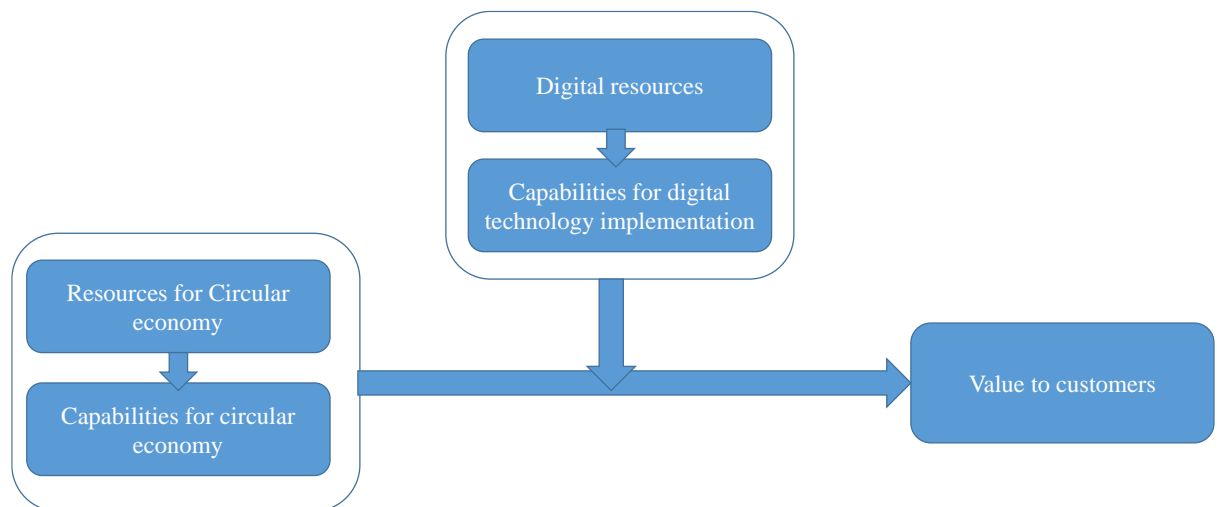 Digital resources
Capabilities for digital
technology implementation
Resources for Circular
economy
Capabilities for circular
economy
Value to customers